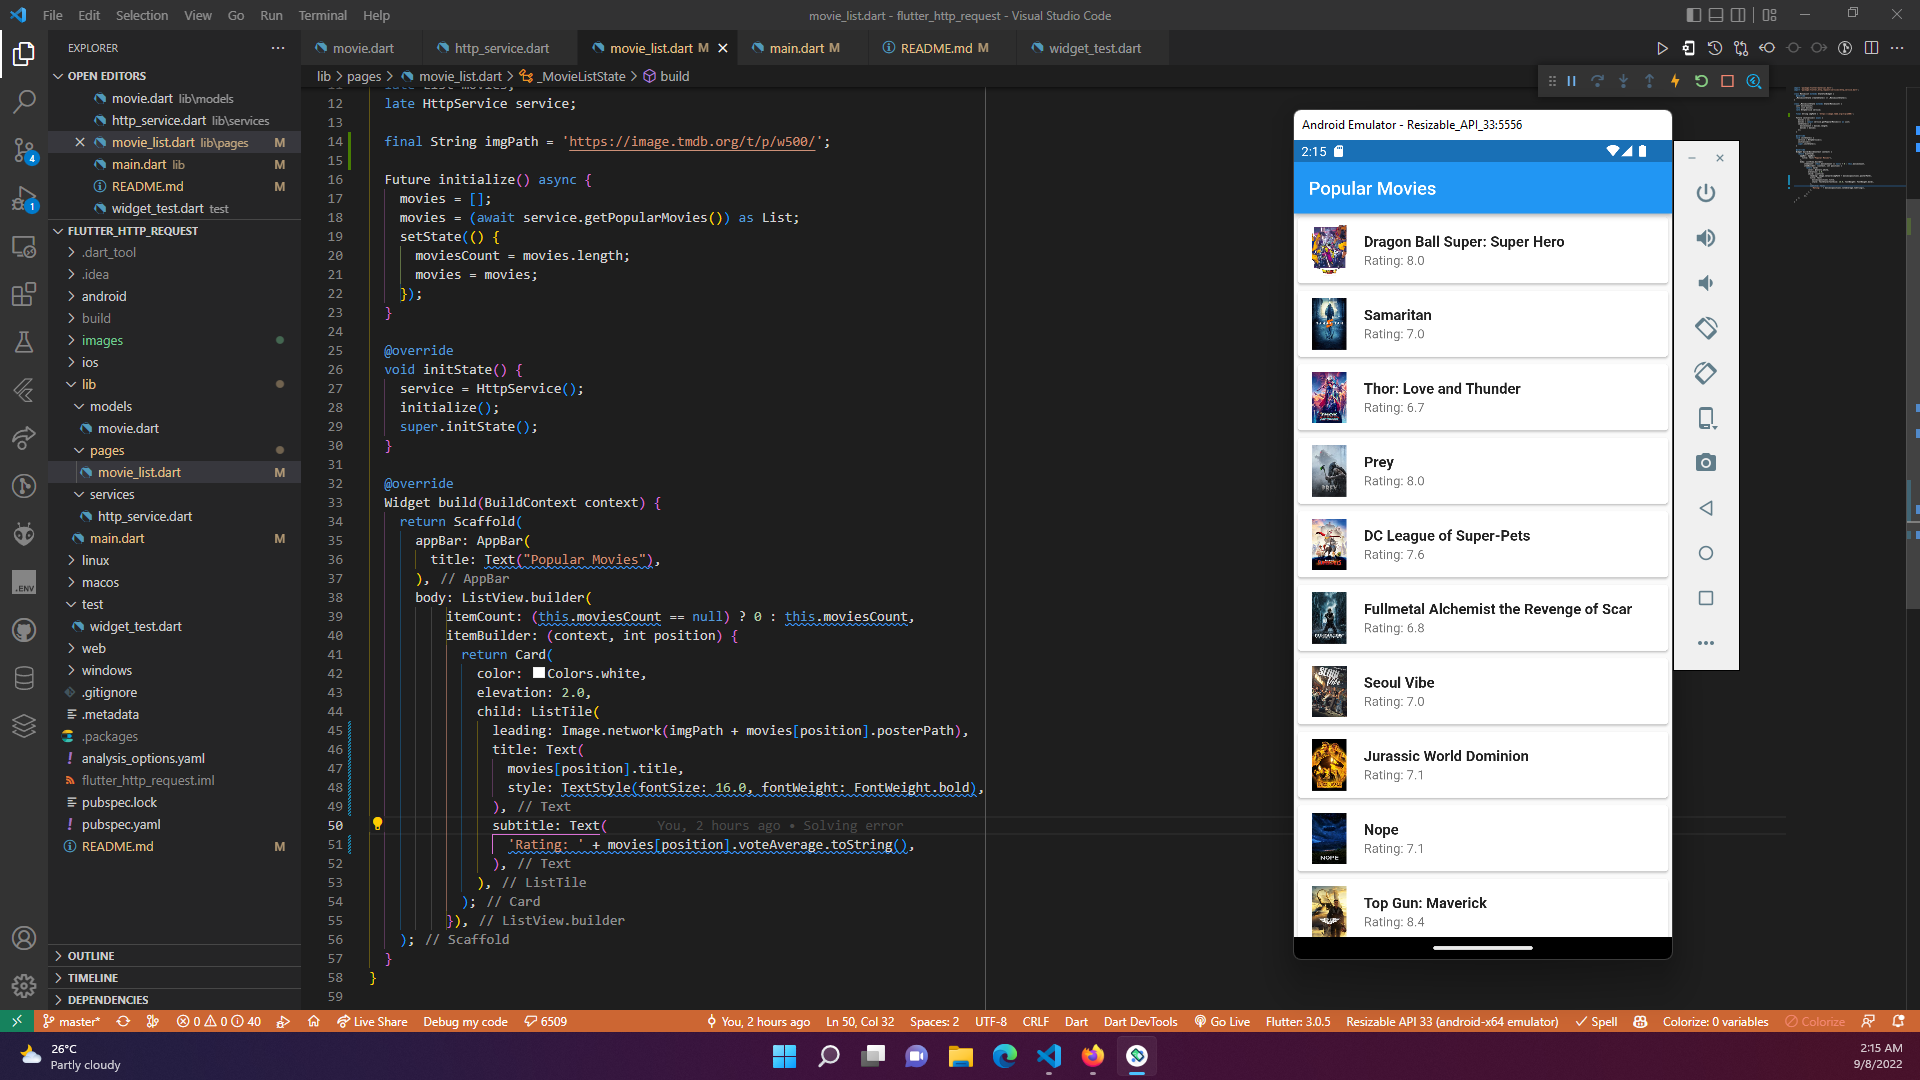 File Edit Selection View Go Run Terminal Help
movie_list.dart - flutter_http_request - Visual Studio Code
EXPLORER
OPEN EDITORS
movie.dart lib\models
http_service.dart lib\services
movie_list.dart lib\pages M
main.dart lib M
README.md M
widget_test.dart test
FLUTTER_HTTP_REQUEST
.dart_tool
.idea
android
build
images
ios
lib
models
movie.dart
pages
movie_list.dart M
services
http_service.dart
main.dart M
linux
macos
test
widget_test.dart
web
windows
.gitignore
.metadata
.packages
analysis_options.yaml
flutter_http_request.iml
pubspec.lock
pubspec.yaml
README.md M
OUTLINE
TIMELINE
DEPENDENCIES
4
1
.ENV
movie.dart http_service.dart movie_list.dart M main.dart M README.md M widget_test.dart
lib > pages > movie_list.dart > _MovieListState > build
12 late HttpService service;
13
14 final String imgPath = 'https://image.tmdb.org/t/p/w500/';
15
16 Future initialize() async {
17 movies = [];
18 movies = (await service.getPopularMovies()) as List;
19 setState(() {
20 moviesCount = movies.length;
21 movies = movies;
22 });
23 }
24
25 @override
26 void initState() {
27 service = HttpService();
28 initialize();
29 super.initState();
30 }
31
32 @override
33 Widget build(BuildContext context) {
34 return Scaffold(
35 appBar: AppBar(
36 title: Text("Popular Movies"),
37 ), // AppBar
38 body: ListView.builder(
39 itemCount: (this.moviesCount == null) ? 0 : this.moviesCount,
40 itemBuilder: (context, int position) {
41 return Card(
42 color: Colors.white,
43 elevation: 2.0,
44 child: ListTile(
45 leading: Image.network(imgPath + movies[position].posterPath),
46 title: Text(
47 movies[position].title,
48 style: TextStyle(fontSize: 16.0, fontWeight: FontWeight.bold),
49 ), // Text
50 subtitle: Text( You, 2 hours ago • Solving error
51 'Rating: ' + movies[position].voteAverage.toString(),
52 ), // Text
53 ), // ListTile
54 ); // Card
55 }), // ListView.builder
56 ); // Scaffold
57 }
58 }
59
Android Emulator - Resizable_API_33:5556
2:15
Popular Movies
Dragon Ball Super: Super Hero
Rating: 8.0
Samaritan
Rating: 7.0
Thor: Love and Thunder
Rating: 6.7
Prey
Rating: 8.0
DC League of Super-Pets
Rating: 7.6
Fullmetal Alchemist the Revenge of Scar
Rating: 6.8
Seoul Vibe
Rating: 7.0
Jurassic World Dominion
Rating: 7.1
Nope
Rating: 7.1
Top Gun: Maverick
Rating: 8.4
master* 0 0 40 Live Share Debug my code 6509 You, 2 hours ago Ln 50, Col 32 Spaces: 2 UTF-8 CRLF Dart Dart DevTools Go Live Flutter: 3.0.5 Resizable API 33 (android-x64 emulator) Spell Colorize: 0 variables Colorize
26°C
Partly cloudy
2:15 AM
9/8/2022